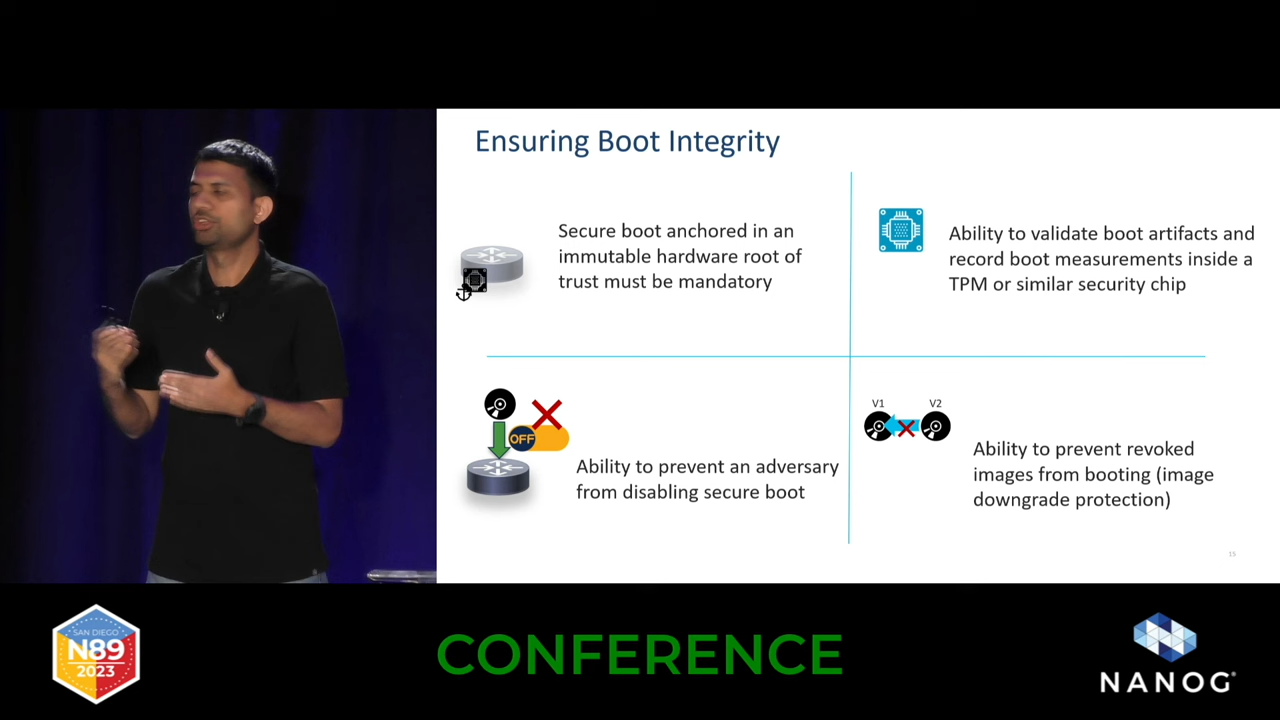 Ensuring Boot Integrity
Secure boot anchored in an
immutable hardware root of
trust must be mandatory
Ability to validate boot artifacts and
record boot measurements inside a
TPM or similar security chip
OFF
Ability to prevent an adversary
from disabling secure boot
V1
V2
Ability to prevent revoked
images from booting (image
downgrade protection)
15
SAN DIEGO
N89
2023
CONFERENCE
NANOG®